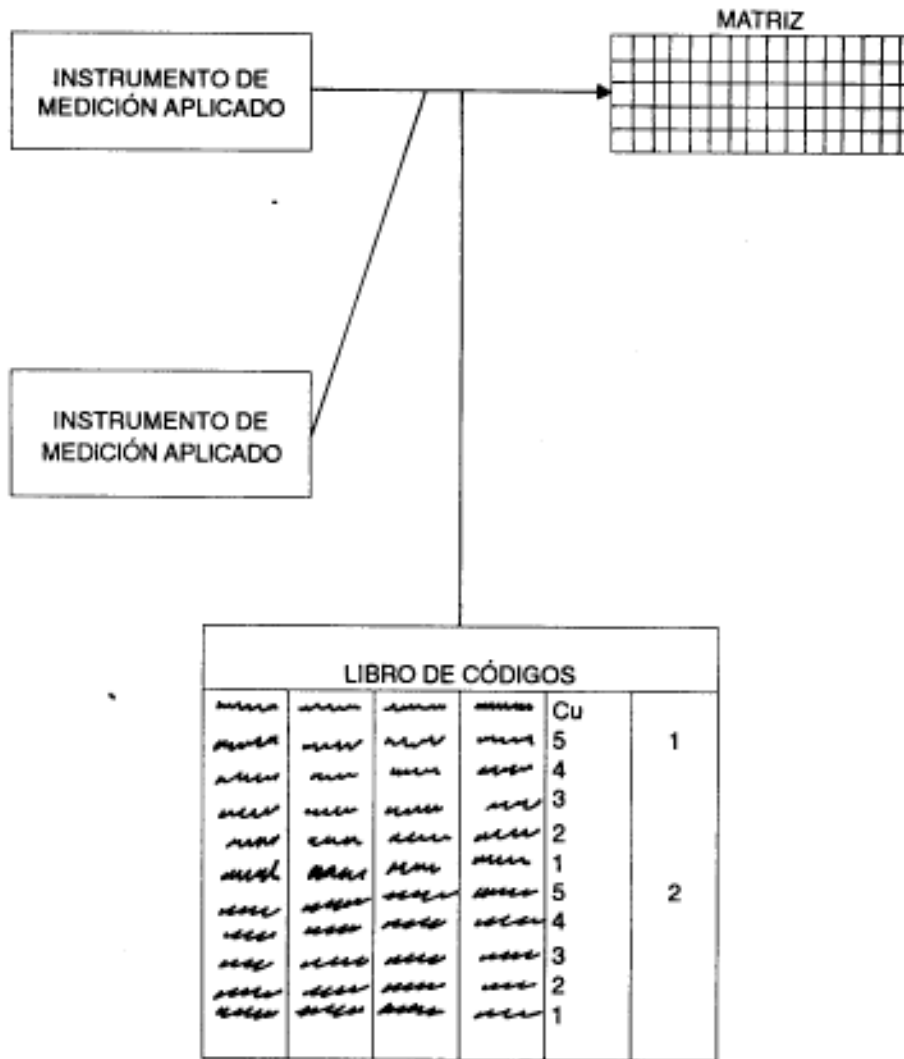 MATRIZ
INSTRUMENTO DE
MEDICIÓN APLICADO
INSTRUMENTO DE
MEDICIÓN APLICADO
LIBRO DE CÓDIGOS
Cu
5 1
4
3
2
1
5 2
4
3
2
1